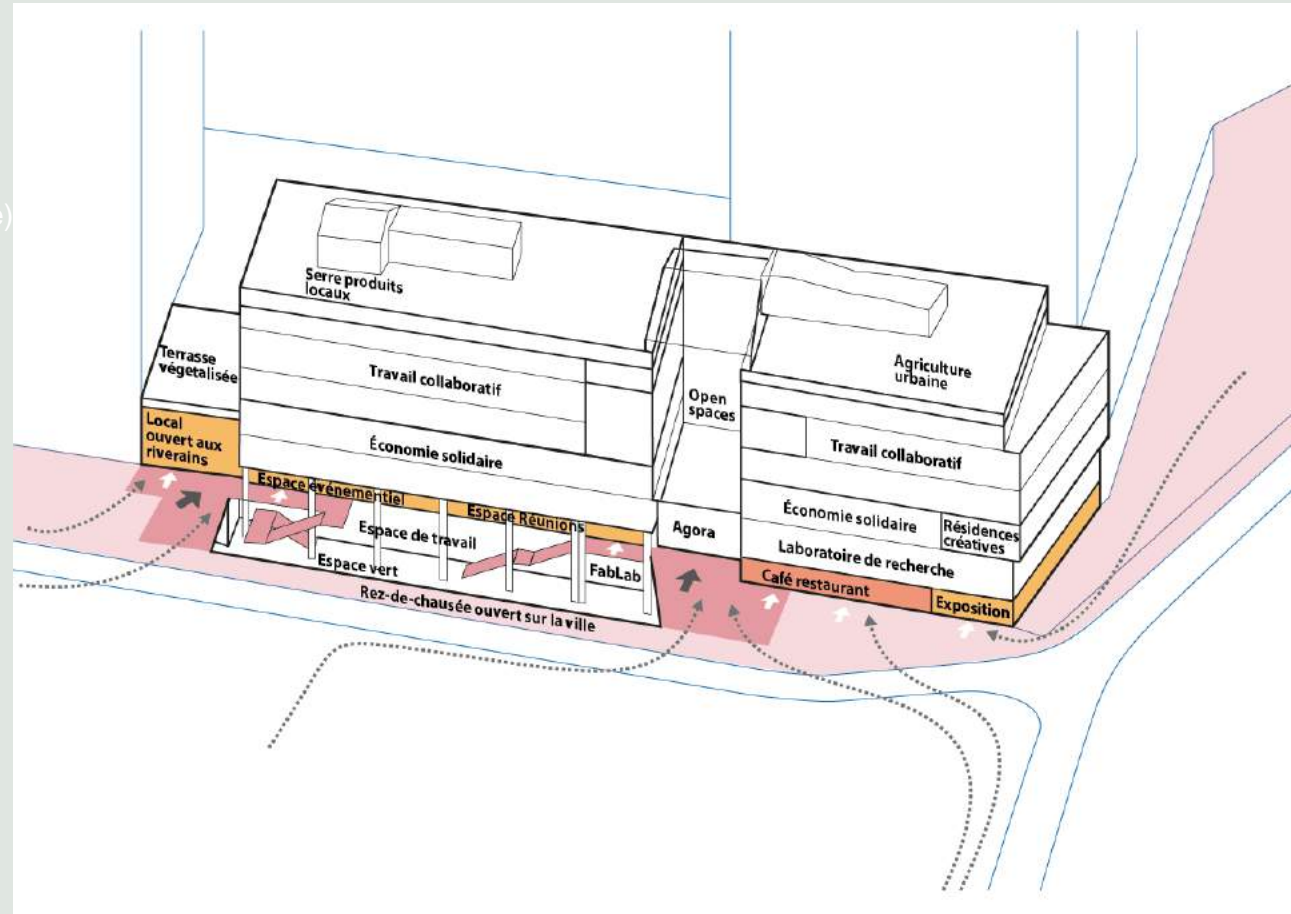 e)
Serre produits
locaux
Terrasse
végetalisée
Travail collaboratif
Agriculture
urbaine
Open
spaces
Local
ouvert aux
riverains
Économie solidaire
Travail collaboratif
Espace événementiel
Espace Réunions
Espace de travail
Agora
Économie solidaire
Résidences
créatives
Espace vert
FabLab
Laboratoire de recherche
Café restaurant
Exposition
Rez-de-chausée ouvert sur la ville